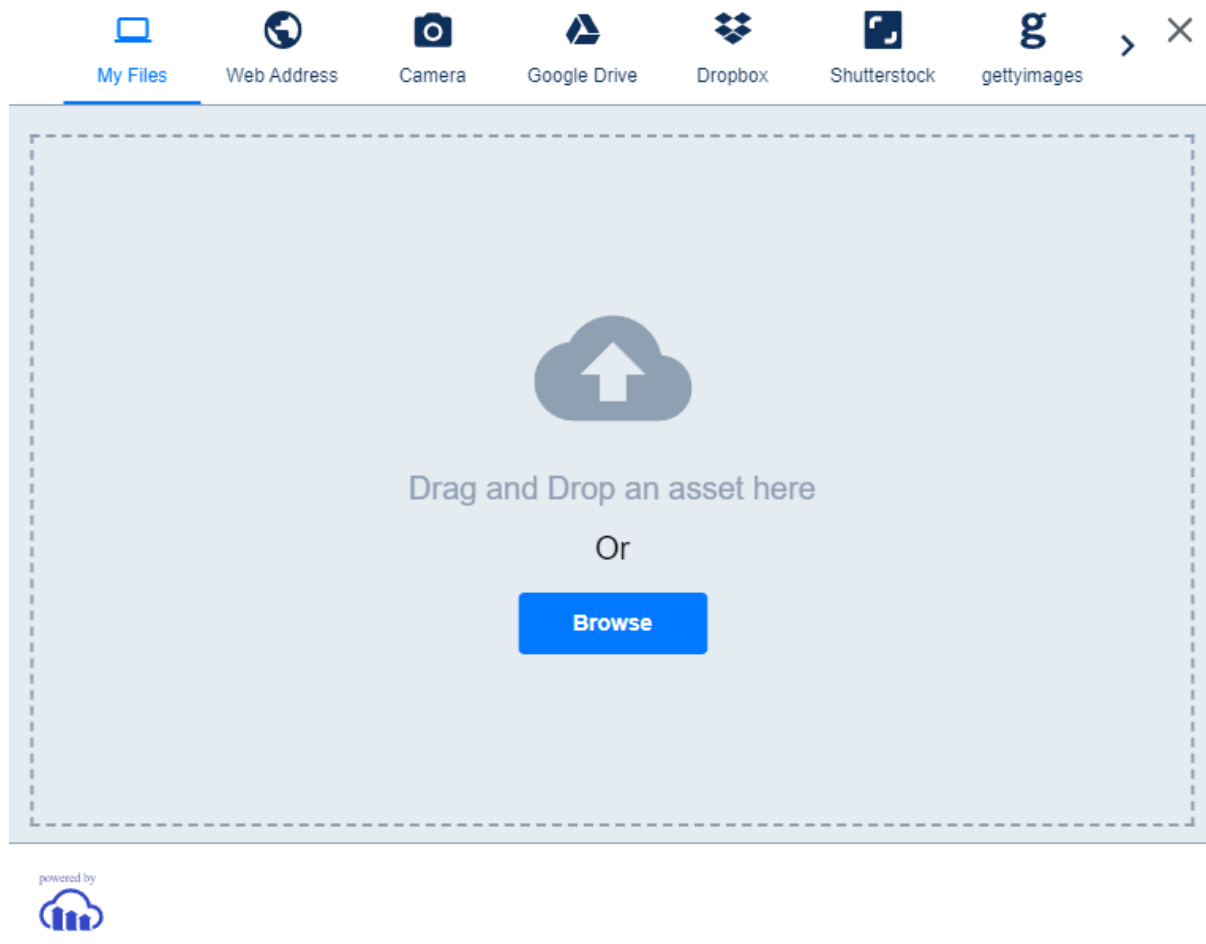 My Files
Web Address
Camera
Google Drive
Dropbox
Shutterstock
gettyimages
Drag and Drop an asset here
Or
Browse
powered by